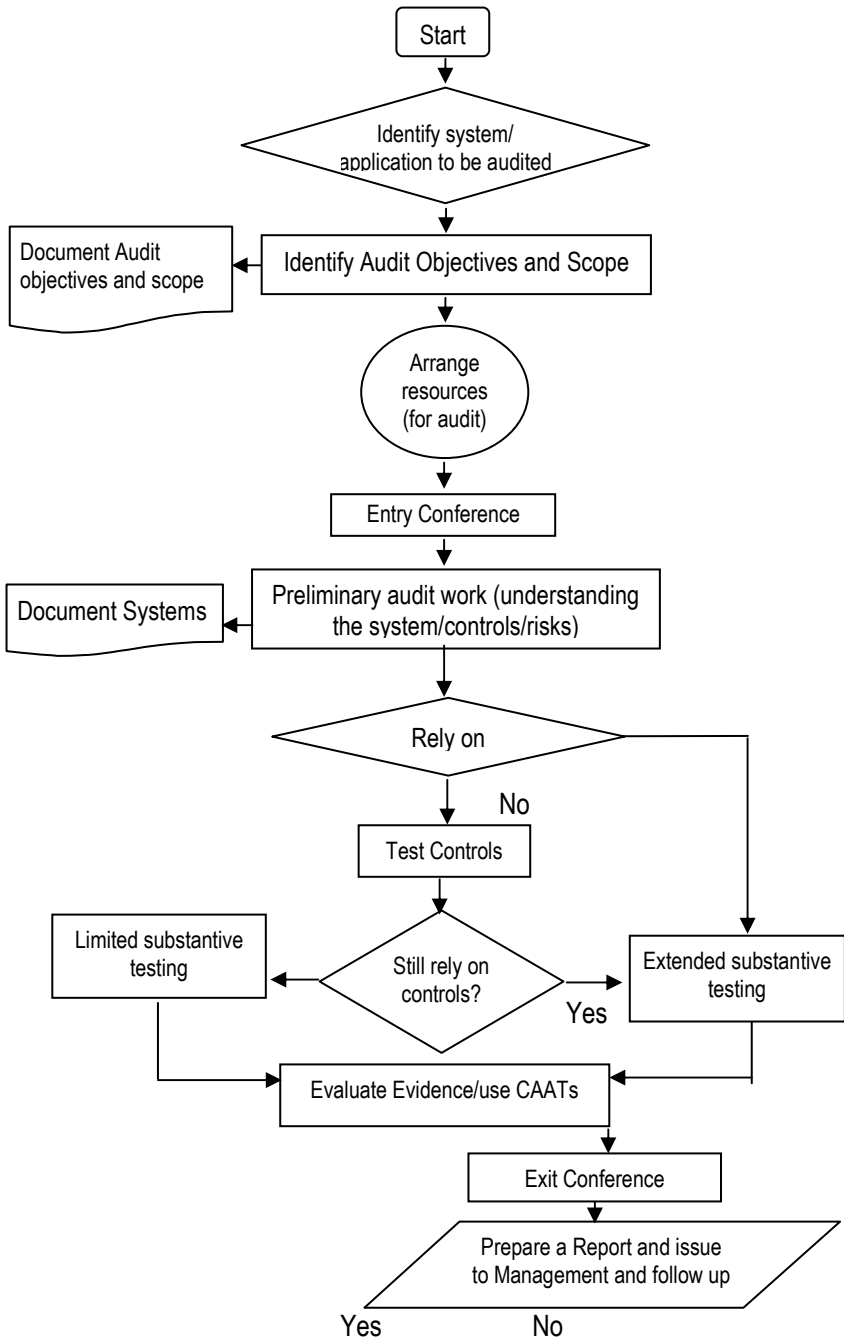 Start
Identify system/
application to be audited
Document Audit
objectives and scope
Identify Audit Objectives and Scope
Arrange
resources
(for audit)
Entry Conference
Document Systems
Preliminary audit work (understanding
the system/controls/risks)
Rely on
No
Test Controls
Limited substantive
testing
Still rely on
controls?
Yes
Extended substantive
testing
Evaluate Evidence/use CAATs
Exit Conference
Prepare a Report and issue
to Management and follow up
Yes No